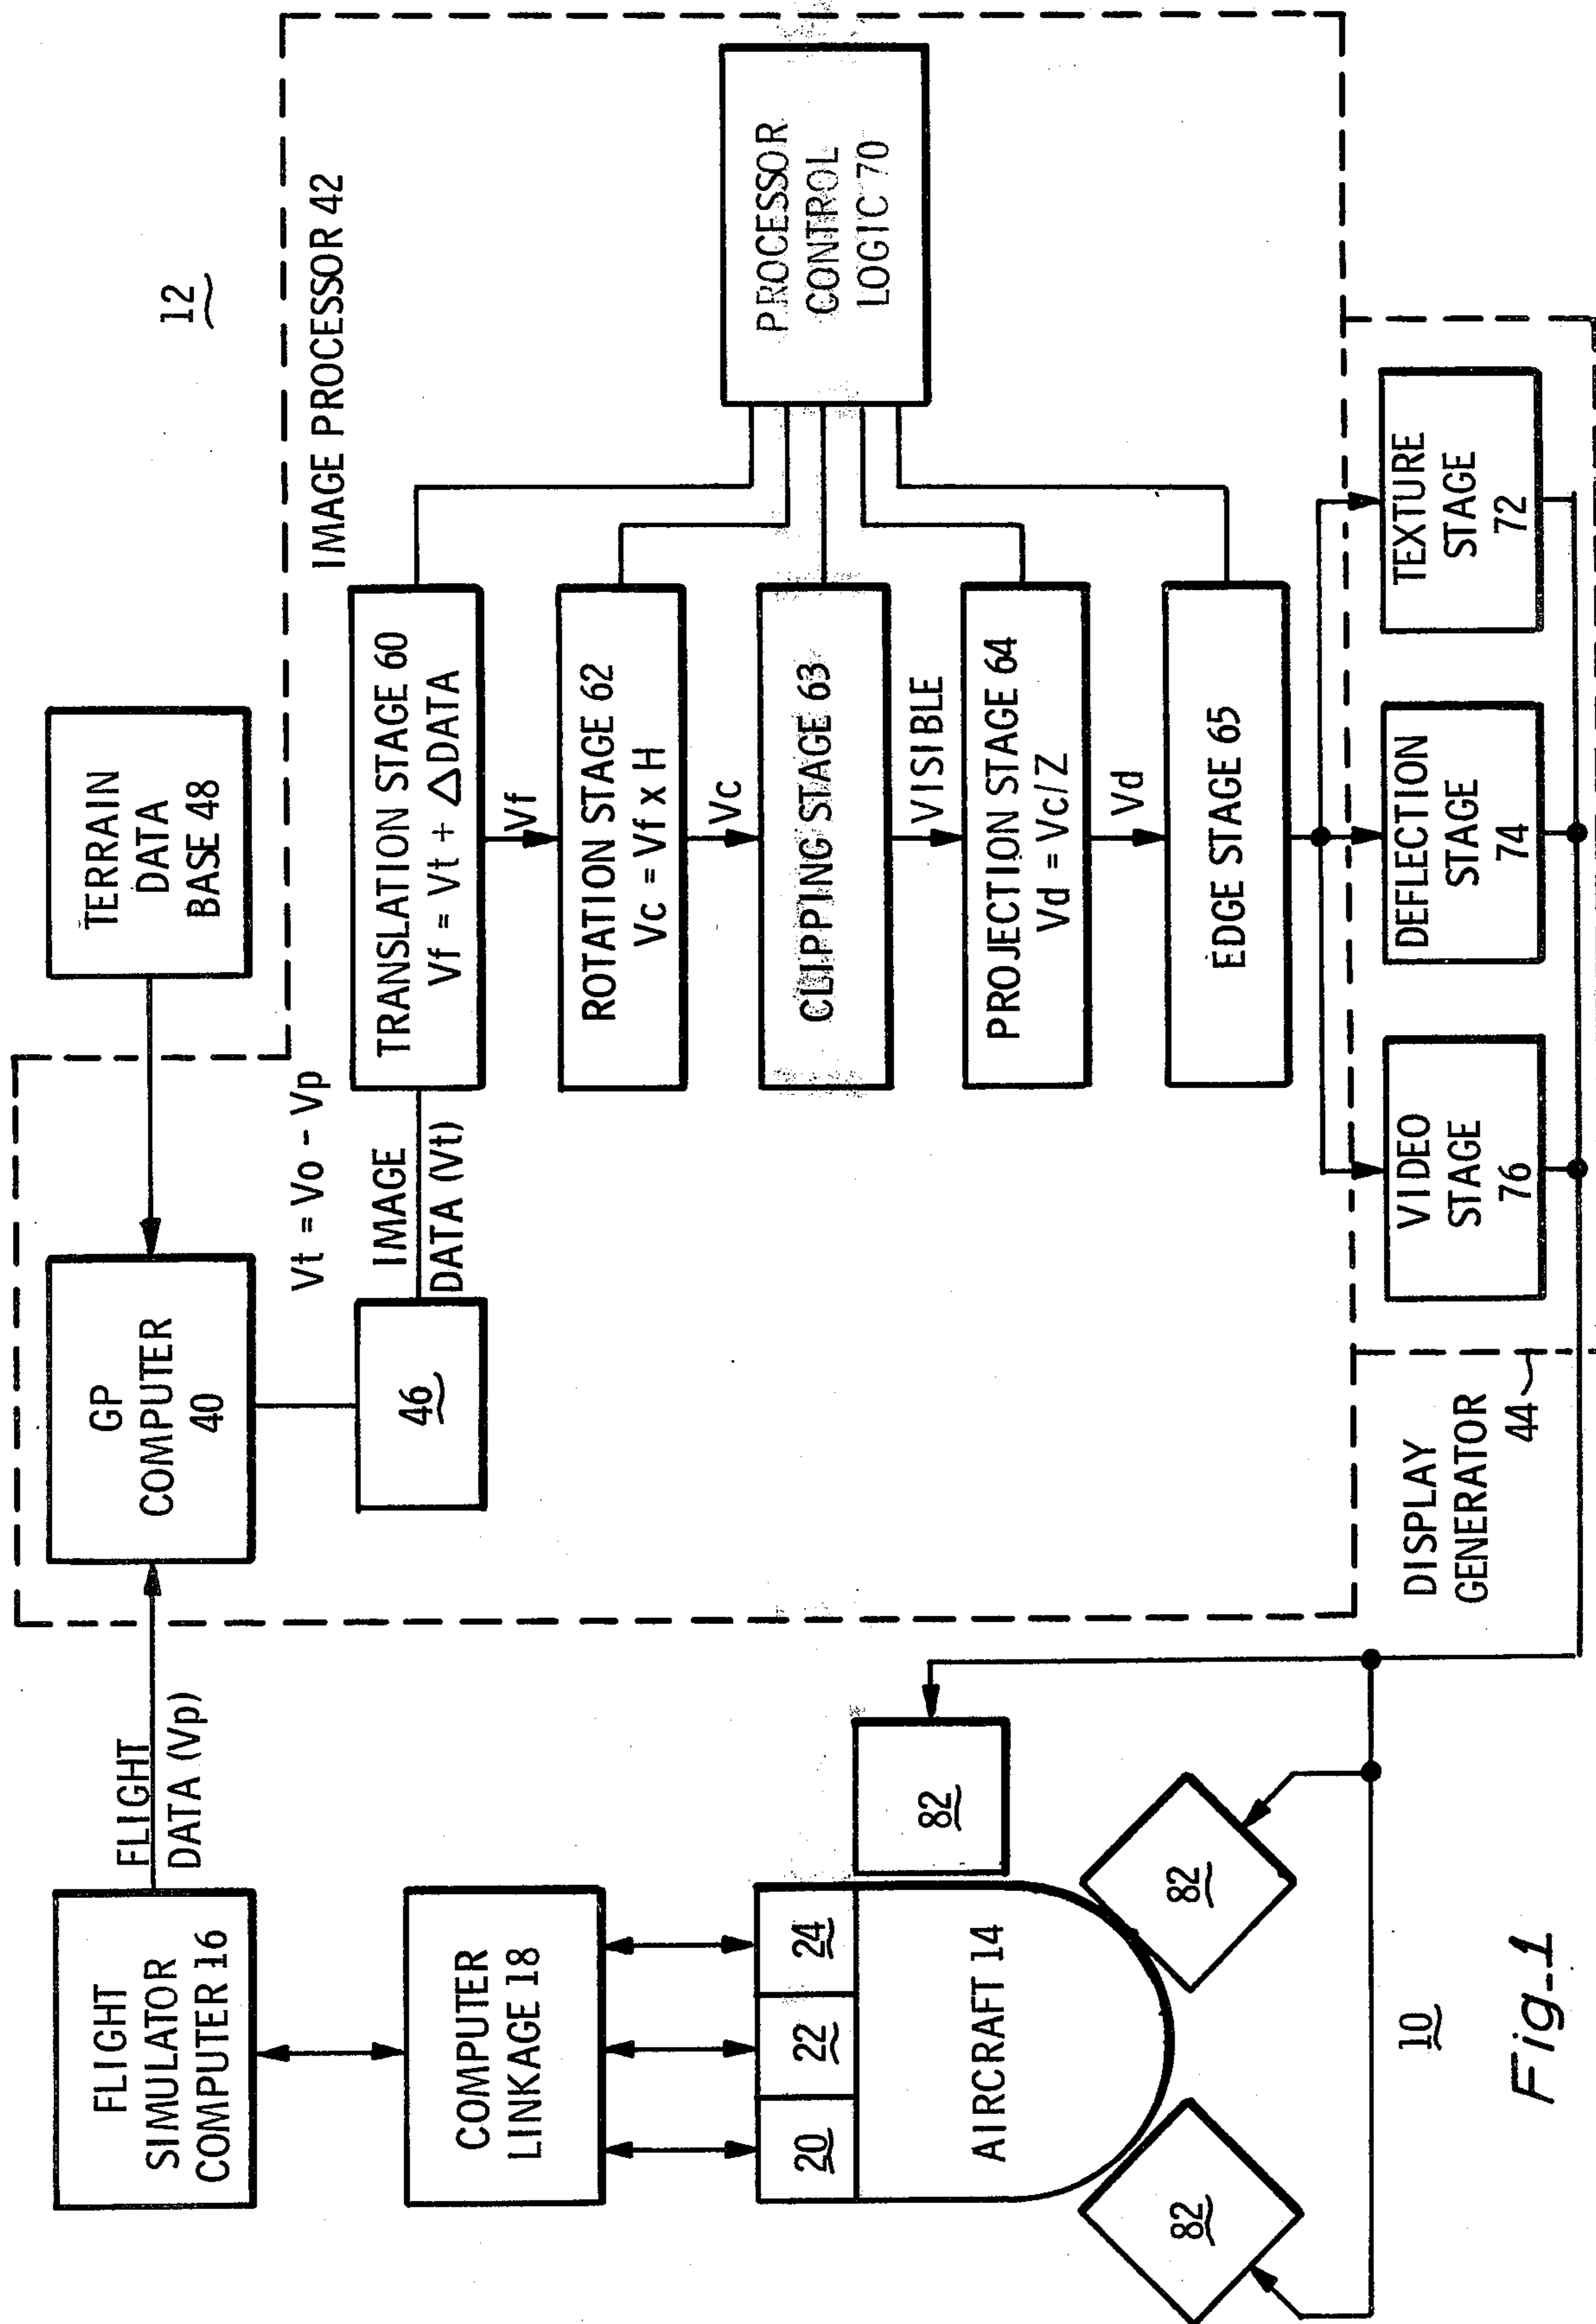 12
FLIGHT
SIMULATOR
COMPUTER 16
FLIGHT
DATA (Vp)
GP
COMPUTER
40
TERRAIN
DATA
BASE 48
Vt = Vo - Vp
IMAGE PROCESSOR 42
46
IMAGE
DATA (Vt)
TRANSLATION STAGE 60
Vf = Vt + ΔDATA
Vf
ROTATION STAGE 62
Vc = Vf x H
Vc
CLIPPING STAGE 63
VISIBLE
PROJECTION STAGE 64
Vd = Vc/Z
Vd
EDGE STAGE 65
PROCESSOR
CONTROL
LOGIC 70
COMPUTER
LINKAGE 18
20
22
24
AIRCRAFT 14
82
82
82
DISPLAY
GENERATOR
44
VIDEO
STAGE
76
DEFLECTION
STAGE
74
TEXTURE
STAGE
72
10
Fig_1